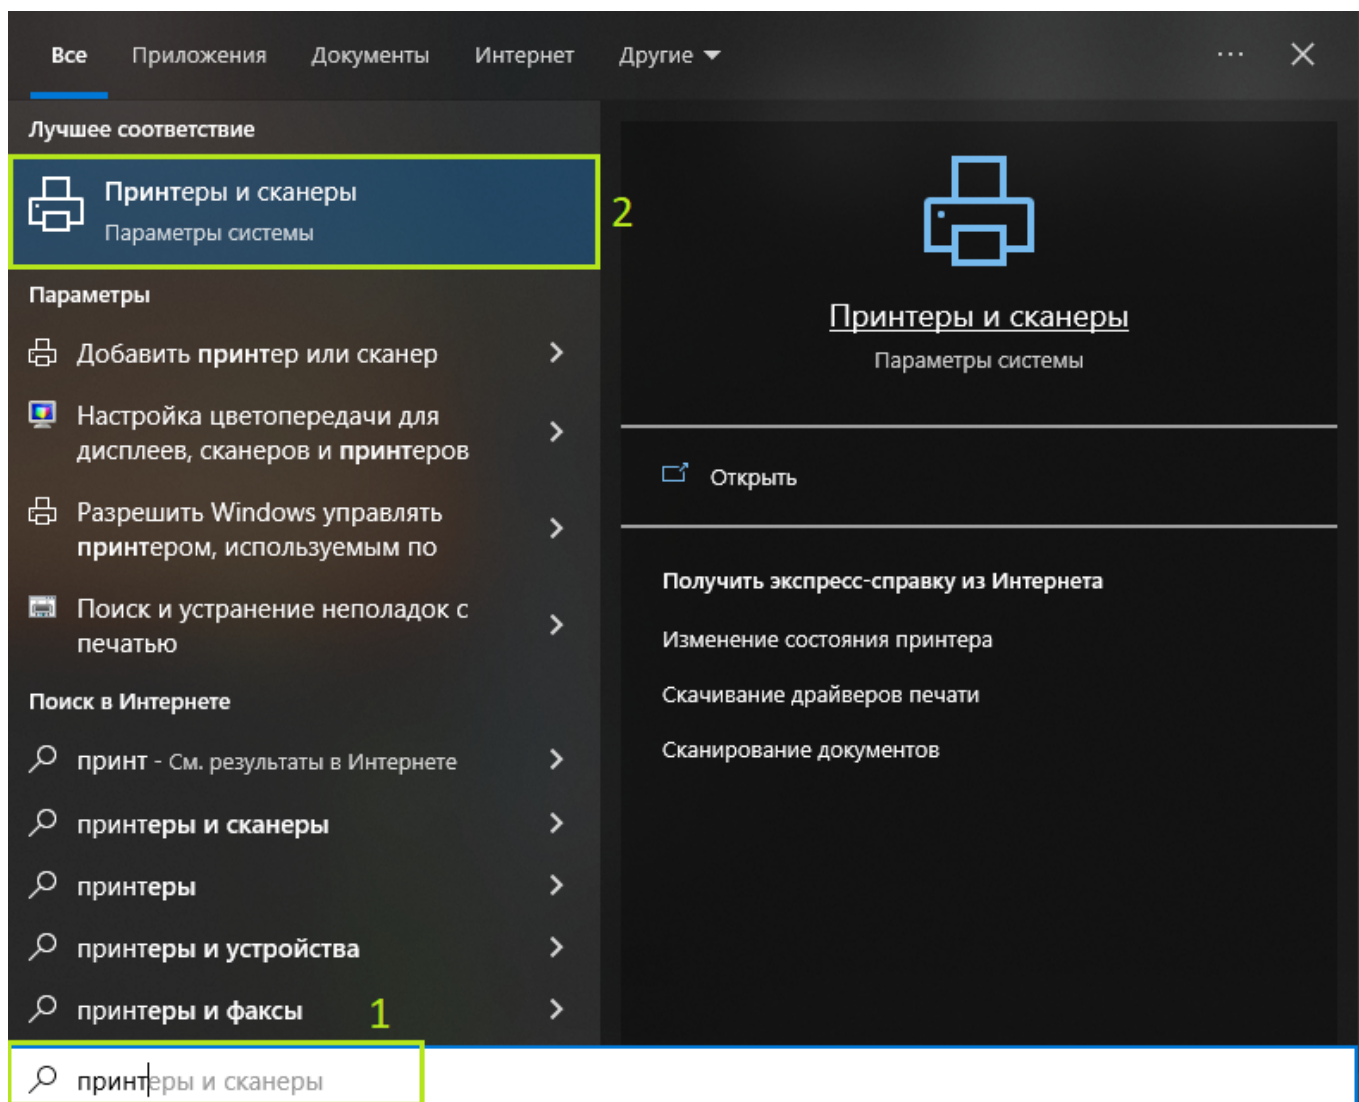 Все Приложения Документы Интернет Другие
Лучшее соответствие
Принтеры и сканеры
Параметры системы
2
Параметры
Добавить принтер или сканер
Настройка цветопередачи для
дисплеев, сканеров и принтеров
Разрешить Windows управлять
принтером, используемым по
Поиск и устранение неполадок с
печатью
Поиск в Интернете
принт - См. результаты в Интернете
принтеры и сканеры
принтеры
принтеры и устройства
принтеры и факсы
1
принтеры и сканеры
Принтеры и сканеры
Параметры системы
Открыть
Получить экспресс-справку из Интернета
Изменение состояния принтера
Скачивание драйверов печати
Сканирование документов